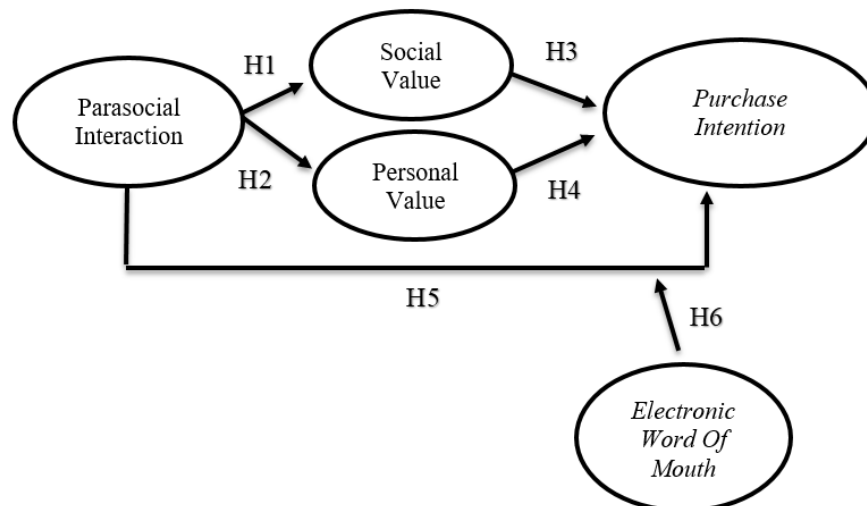 Parasocial
Interaction
H1
H2
Social
Value
Personal
Value
H3
H4
Purchase
Intention
H5
H6
Electronic
Word Of
Mouth